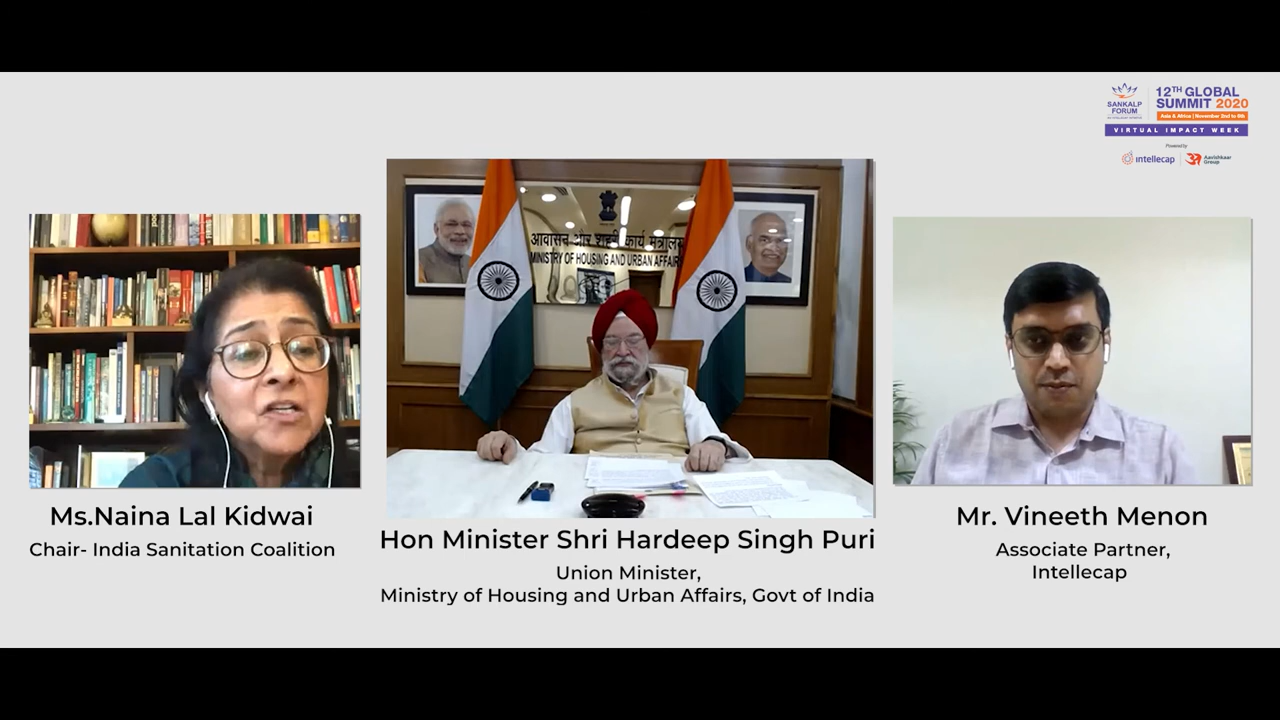 SANKALP
FORUM
AN INTELLECAP INITIATIVE
12TH GLOBAL
SUMMIT 2020
Asia & Africa | November 2nd to 6th
VIRTUAL IMPACT WEEK
Powered by
intellecap
Aavishkaar
Group
आवासन और शहरी कार्य मंत्रालय
MINISTRY OF HOUSING AND URBAN AFFAIRS
Ms.Naina Lal Kidwai
Chair- India Sanitation Coalition
Hon Minister Shri Hardeep Singh Puri
Union Minister,
Ministry of Housing and Urban Affairs, Govt of India
Mr. Vineeth Menon
Associate Partner,
Intellecap